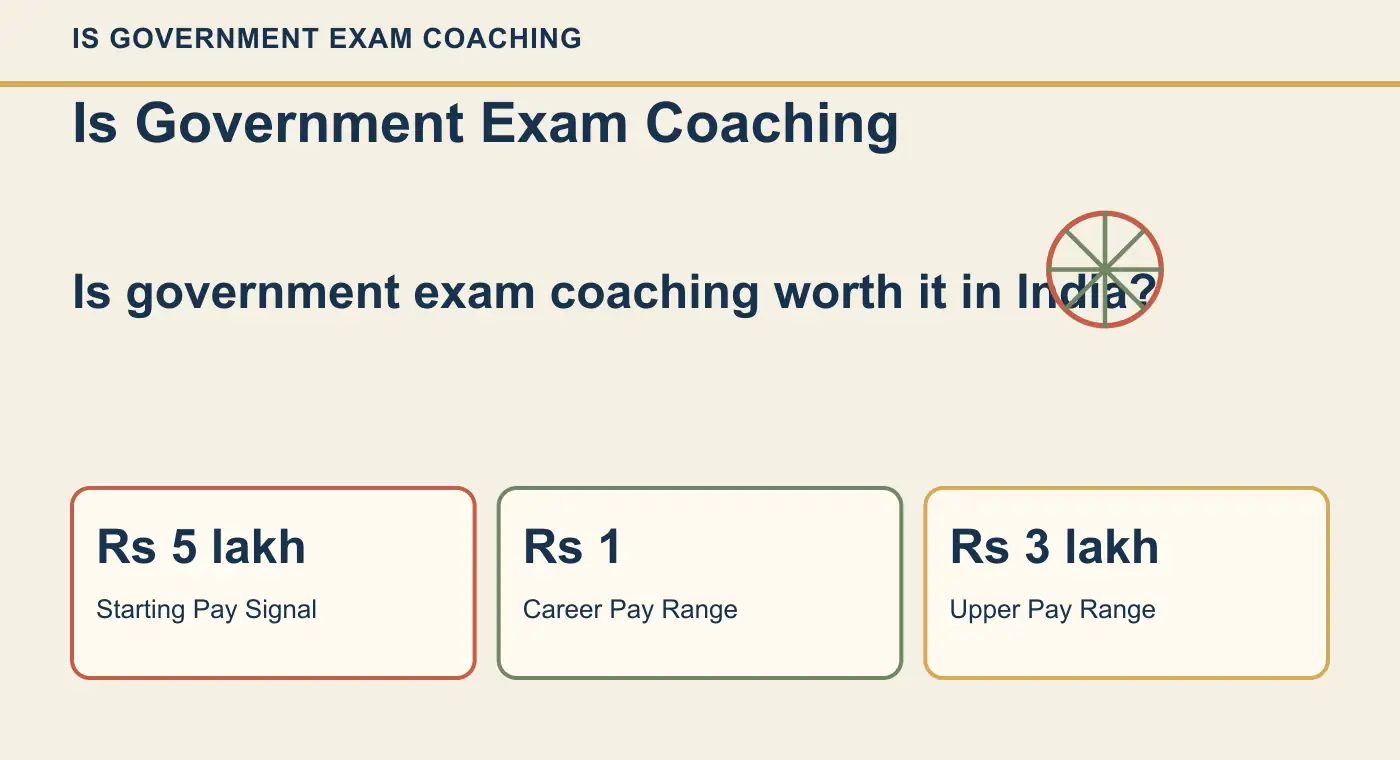 IS GOVERNMENT EXAM COACHING
Is Government Exam Coaching
Is government exam coaching worth it in India?
Rs 5 lakh
Starting Pay Signal
Rs 1
Career Pay Range
Rs 3 lakh
Upper Pay Range